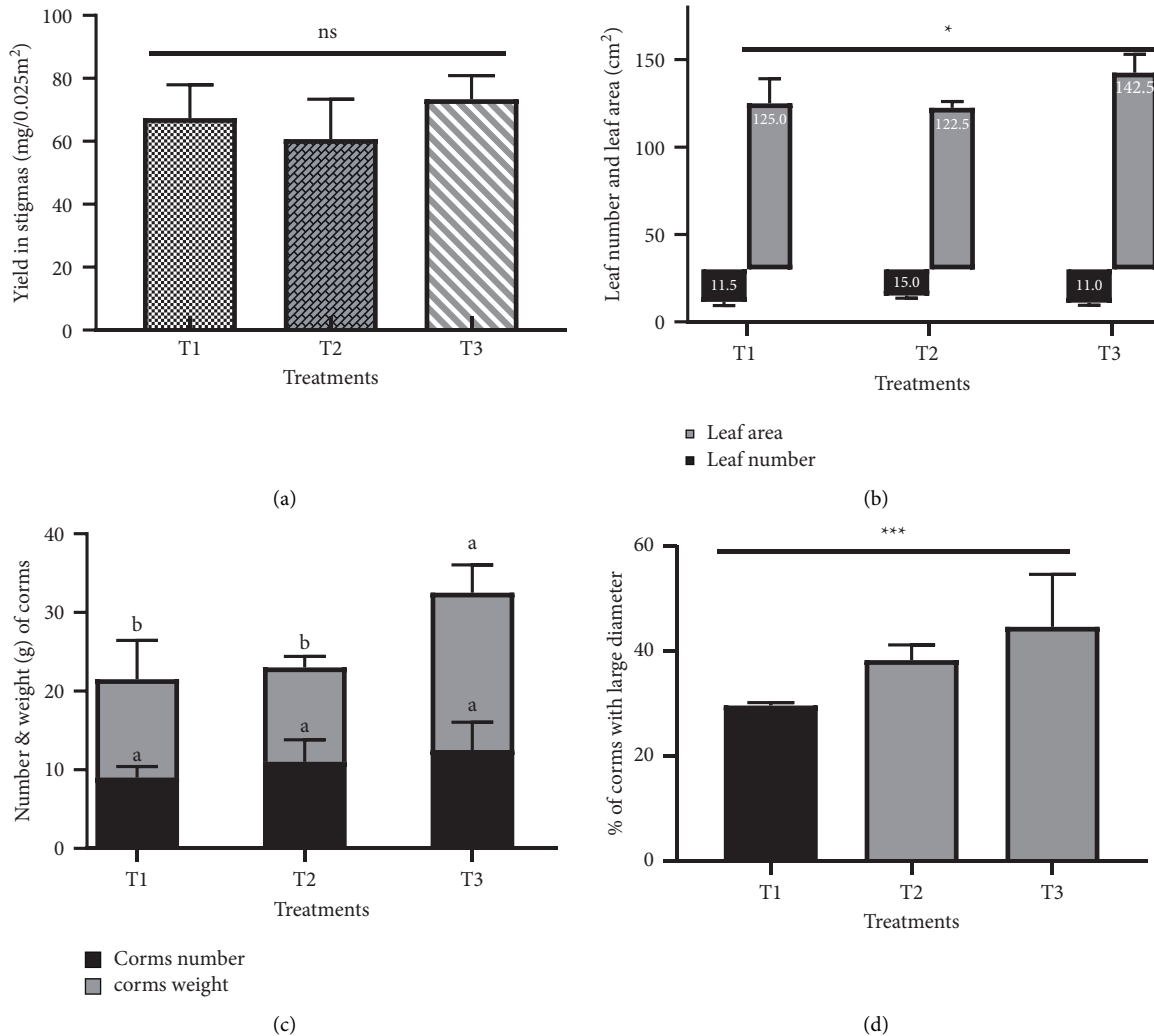 100
80
60
40
20
0
Yield in stigmas (mg/0.025m²)
ns
T1
T2
T3
Treatments
(a)
150
100
50
0
Leaf number and leaf area (cm²)
*
125.0
122.5
142.5
11.5
15.0
11.0
T1
T2
T3
Treatments
Leaf area
Leaf number
(b)
40
30
20
10
0
Number & weight (g) of corms
b
b
a
a
a
a
T1
T2
T3
Treatments
Corms number
corms weight
(c)
60
40
20
0
% of corms with large diameter
***
T1
T2
T3
Treatments
(d)